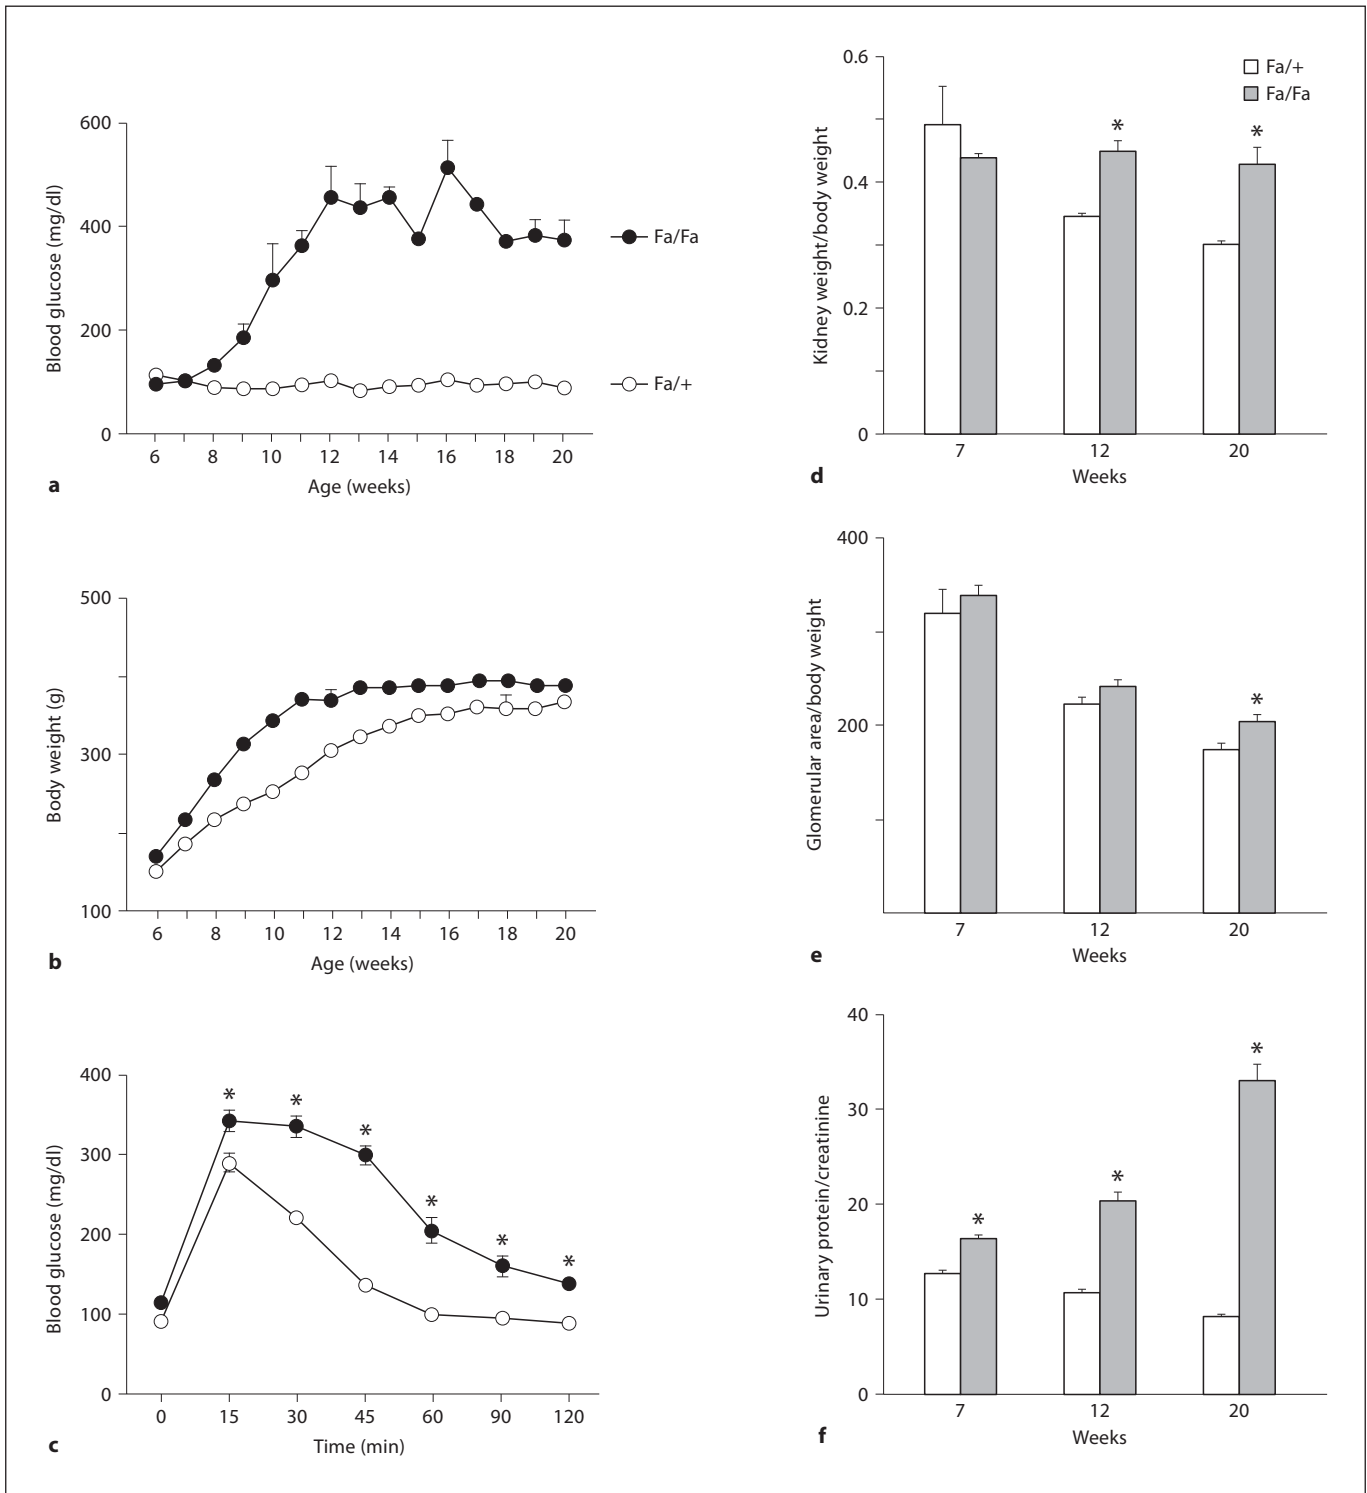 600
400
200
0
Blood glucose (mg/dl)
Fa/Fa
Fa/+
6 8 10 12 14 16 18 20
Age (weeks)
a
500
300
100
Body weight (g)
6 8 10 12 14 16 18 20
Age (weeks)
b
400
300
200
100
0
Blood glucose (mg/dl)
* * * * * *
0 15 30 45 60 90 120
Time (min)
c
0.6
0.4
0.2
0
Kidney weight/body weight
Fa/+
Fa/Fa
* *
7 12 20
Weeks
d
400
200
Glomerular area/body weight
*
7 12 20
Weeks
e
40
30
20
10
0
Urinary protein/creatinine
* * *
7 12 20
Weeks
f